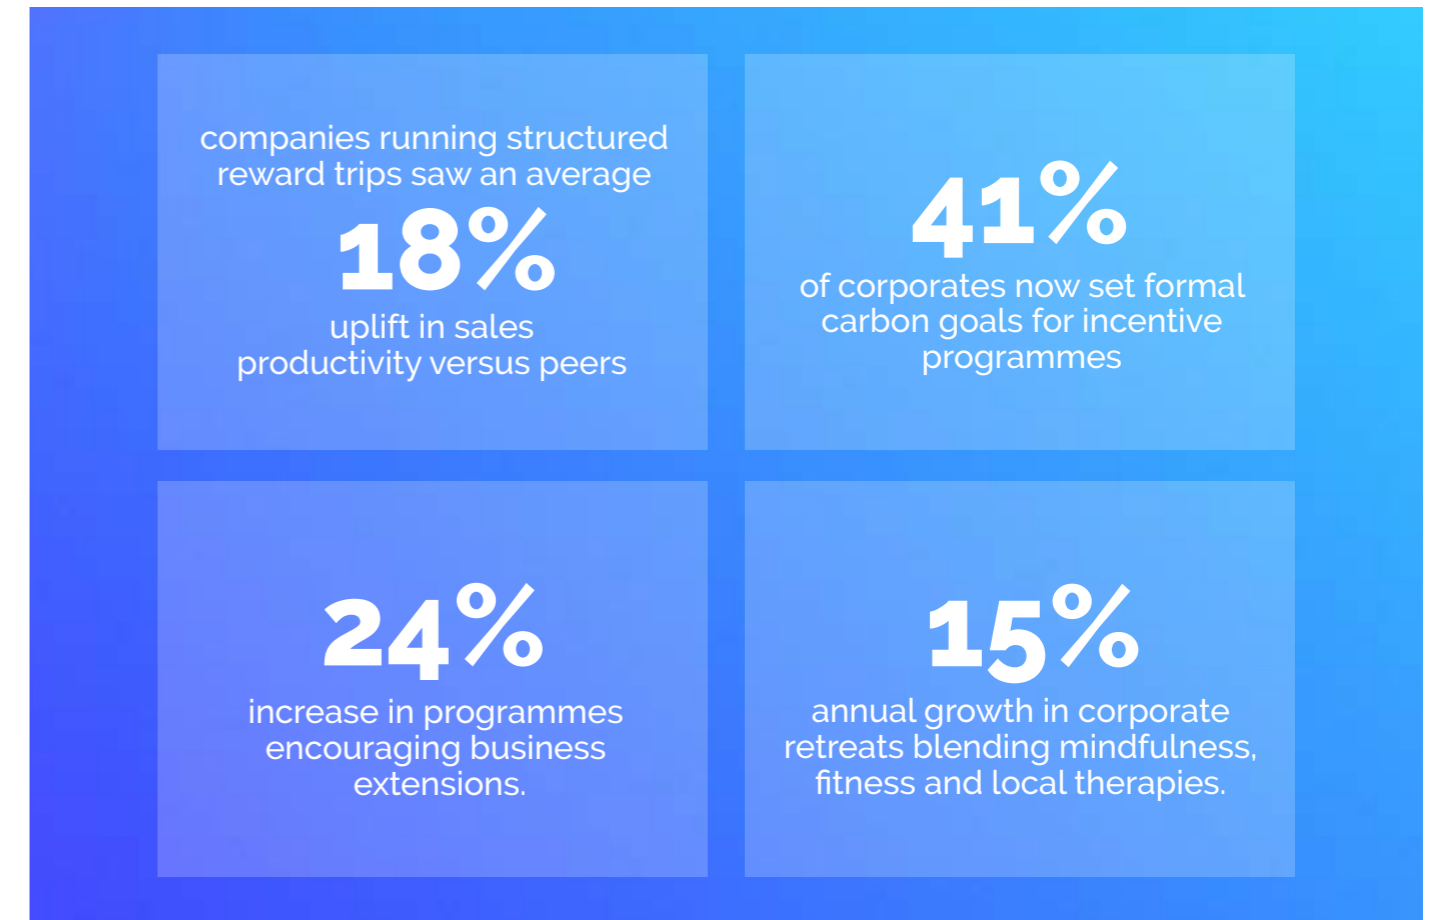 companies running structured
reward trips saw an average
18%
uplift in sales
productivity versus peers
41%
of corporates now set formal
carbon goals for incentive
programmes
24%
increase in programmes
encouraging business
extensions.
15%
annual growth in corporate
retreats blending mindfulness,
fitness and local therapies.